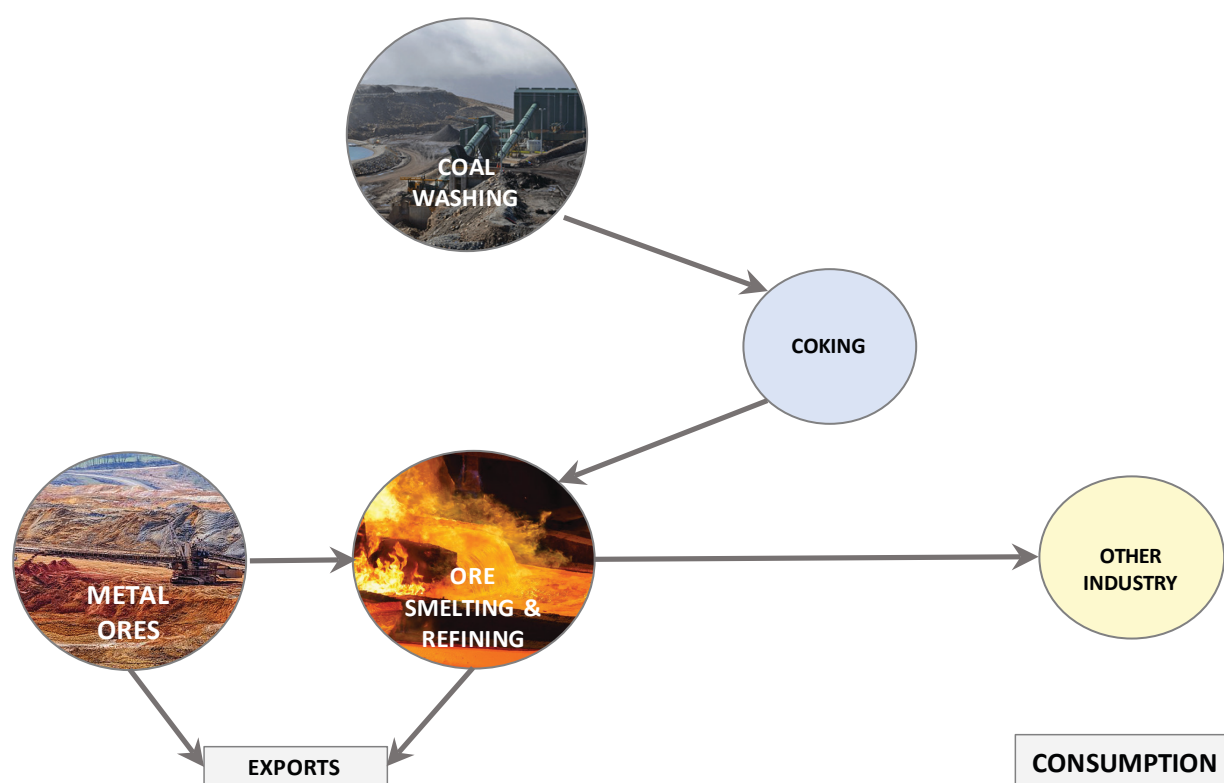 COAL
WASHING
COKING
METAL
ORES
ORE
SMELTING &
REFINING
OTHER
INDUSTRY
EXPORTS
CONSUMPTION